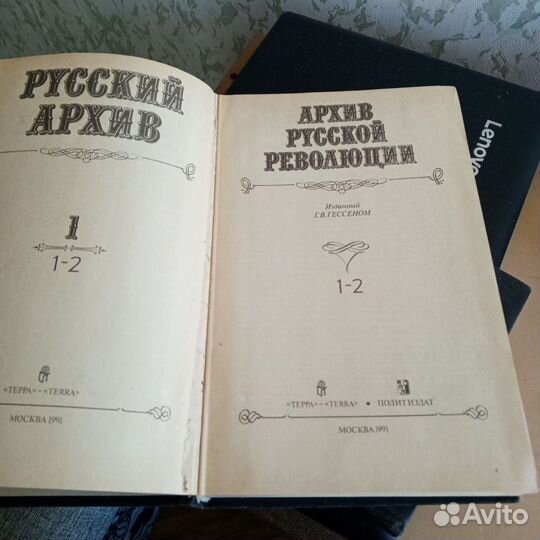 РУССКИЙ
АРХИВ
1
1-2
«ТЕРРА»–«TERRA»
МОСКВА 1991
АРХИВ
РУССКОЙ
РЕВОЛЮЦИИ
Изданный
Г.В.ГЕССЕНОМ
1-2
«ТЕРРА»–«TERRA» • ПОЛИТИЗДАТ
МОСКВА 1991
Lenovo
Avito